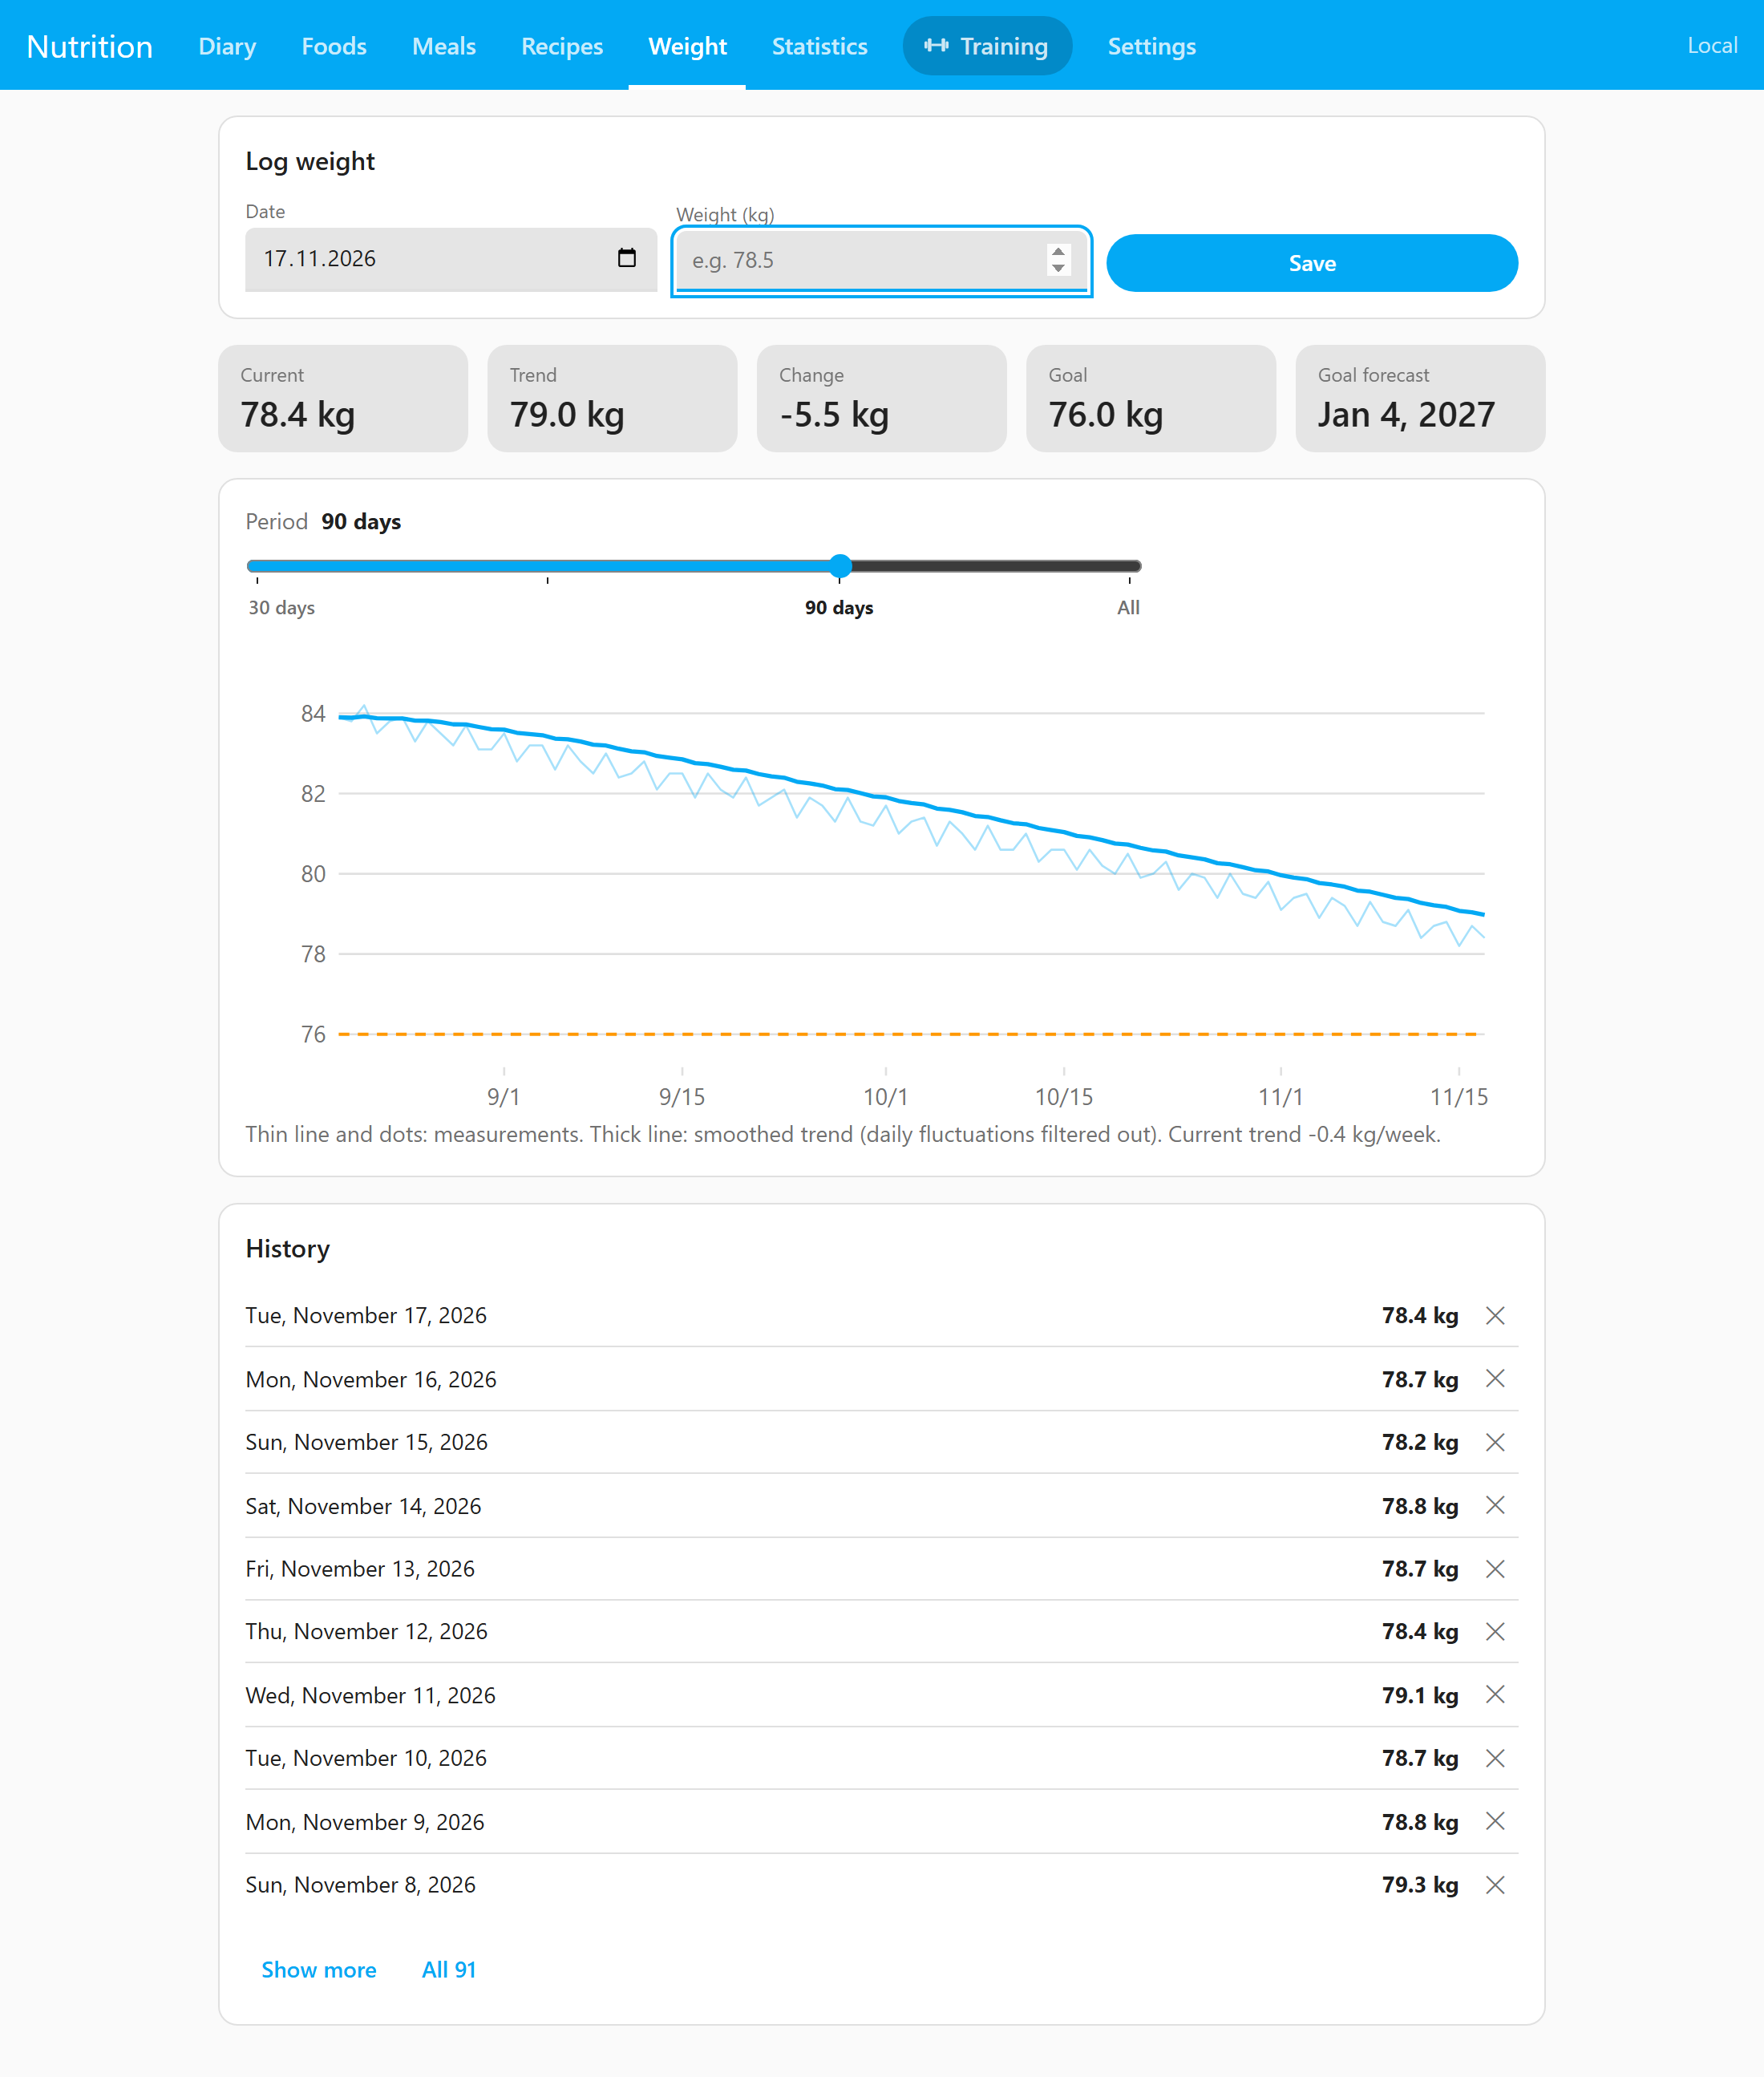 Nutrition Diary Foods Meals Recipes Weight Statistics Training Settings Local
Log weight
Date
17.11.2026
Weight (kg)
e.g. 78.5
Save
Current
78.4 kg
Trend
79.0 kg
Change
-5.5 kg
Goal
76.0 kg
Goal forecast
Jan 4, 2027
Period 90 days
30 days 90 days All
84
82
80
78
76
9/1 9/15 10/1 10/15 11/1 11/15
Thin line and dots: measurements. Thick line: smoothed trend (daily fluctuations filtered out). Current trend -0.4 kg/week.
History
Tue, November 17, 2026 78.4 kg
Mon, November 16, 2026 78.7 kg
Sun, November 15, 2026 78.2 kg
Sat, November 14, 2026 78.8 kg
Fri, November 13, 2026 78.7 kg
Thu, November 12, 2026 78.4 kg
Wed, November 11, 2026 79.1 kg
Tue, November 10, 2026 78.7 kg
Mon, November 9, 2026 78.8 kg
Sun, November 8, 2026 79.3 kg
Show more All 91